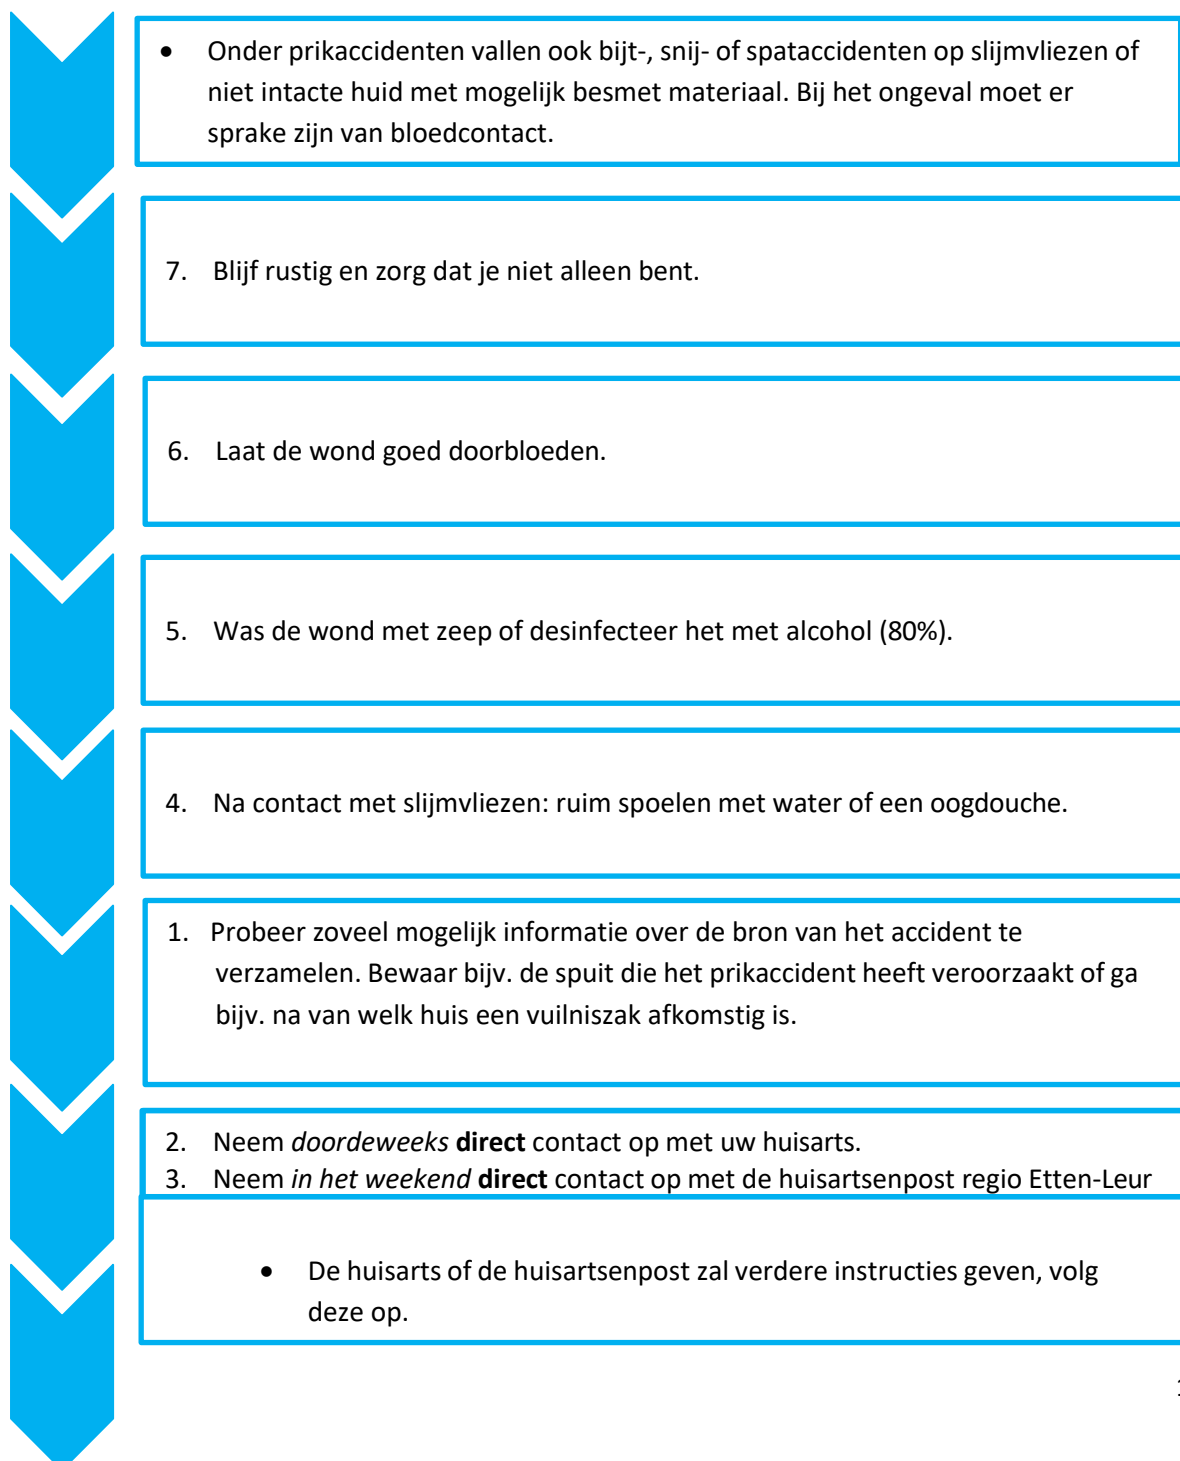 • Onder prikaccidenten vallen ook bijt-, snij- of spataccidenten op slijmvliezen of
niet intacte huid met mogelijk besmet materiaal. Bij het ongeval moet er
sprake zijn van bloedcontact.
7. Blijf rustig en zorg dat je niet alleen bent.
6. Laat de wond goed doorbloeden.
5. Was de wond met zeep of desinfecteer het met alcohol (80%).
4. Na contact met slijmvliezen: ruim spoelen met water of een oogdouche.
1. Probeer zoveel mogelijk informatie over de bron van het accident te
verzamelen. Bewaar bijv. de spuit die het prikaccident heeft veroorzaakt of ga
bijv. na van welk huis een vuilniszak afkomstig is.
2. Neem doordeweeks direct contact op met uw huisarts.
3. Neem in het weekend direct contact op met de huisartsenpost regio Etten-Leur
• De huisarts of de huisartsenpost zal verdere instructies geven, volg
deze op.